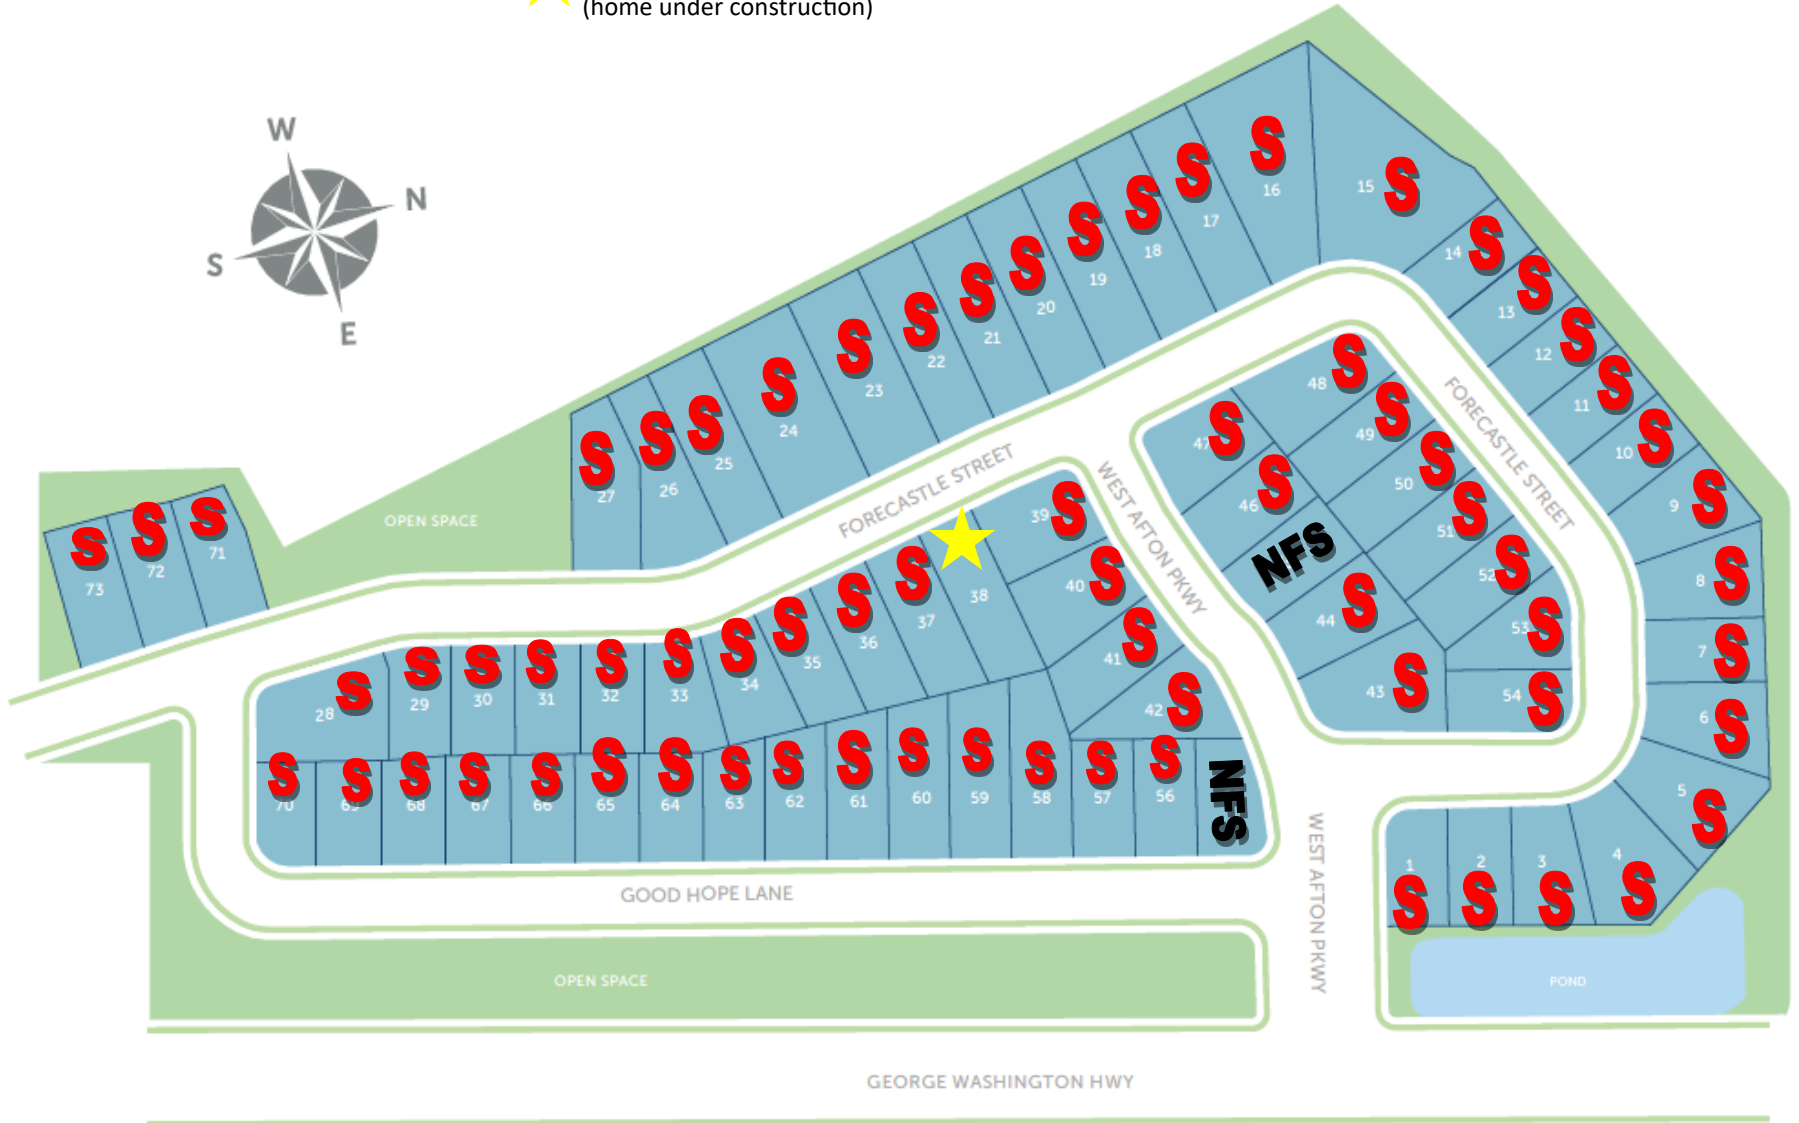 (home under construction)
W
N
S
E
S 16
15 S
S 17
S 18
S 19
S 20
S 21
S 22
S 23
S 24
S 25
S 26
S 27
14 S
13 S
12 S
11 S
10 S
9 S
8 S
7 S
6 S
5 S
4 S
3 S
2 S
1 S
48 S
49 S
50 S
51 S
52 S
53 S
54 S
47 S
46 S
NFS
44 S
43 S
FORECASTLE STREET
FORECASTLE STREET
WEST AFTON PKWY
OPEN SPACE
S 73
S 72
S 71
28 S
S 29
S 30
S 31
S 32
S 33
S 34
S 35
S 36
S 37
38
39 S
40 S
41 S
42 S
S 70
S 69
S 68
S 67
S 66
S 65
S 64
S 63
S 62
S 61
S 60
S 59
S 58
S 57
S 56
NFS
GOOD HOPE LANE
WEST AFTON PKWY
OPEN SPACE
POND
GEORGE WASHINGTON HWY